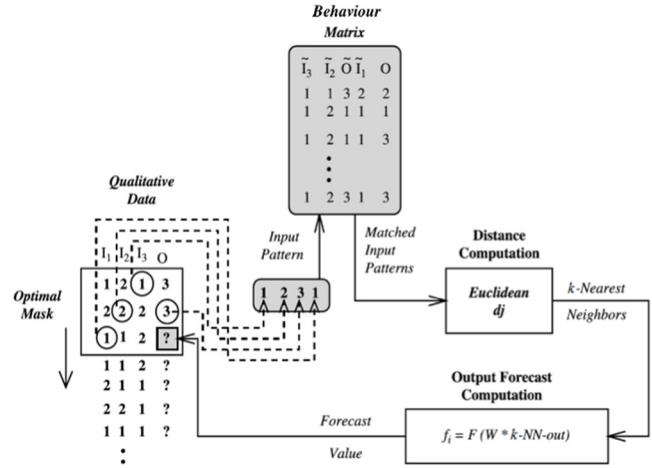 Behaviour
Matrix
Ĩ3 Ĩ2 Õ Ĩ1 O
1 1 3 2 2
1 2 1 1 1
1 2 1 1 3
1 2 3 1 3
Qualitative
Data
I1 I2 I3 O
1 2 1 3
2 2 2 3
1 1 2 ?
1 1 2 ?
2 1 1 ?
2 2 1 ?
1 1 1 ?
Optimal
Mask
Input
Pattern
1 2 3 1
Matched
Input
Patterns
Distance
Computation
Euclidean
dj
k-Nearest
Neighbors
Output Forecast
Computation
fi = F (W * k-NN-out)
Forecast
Value